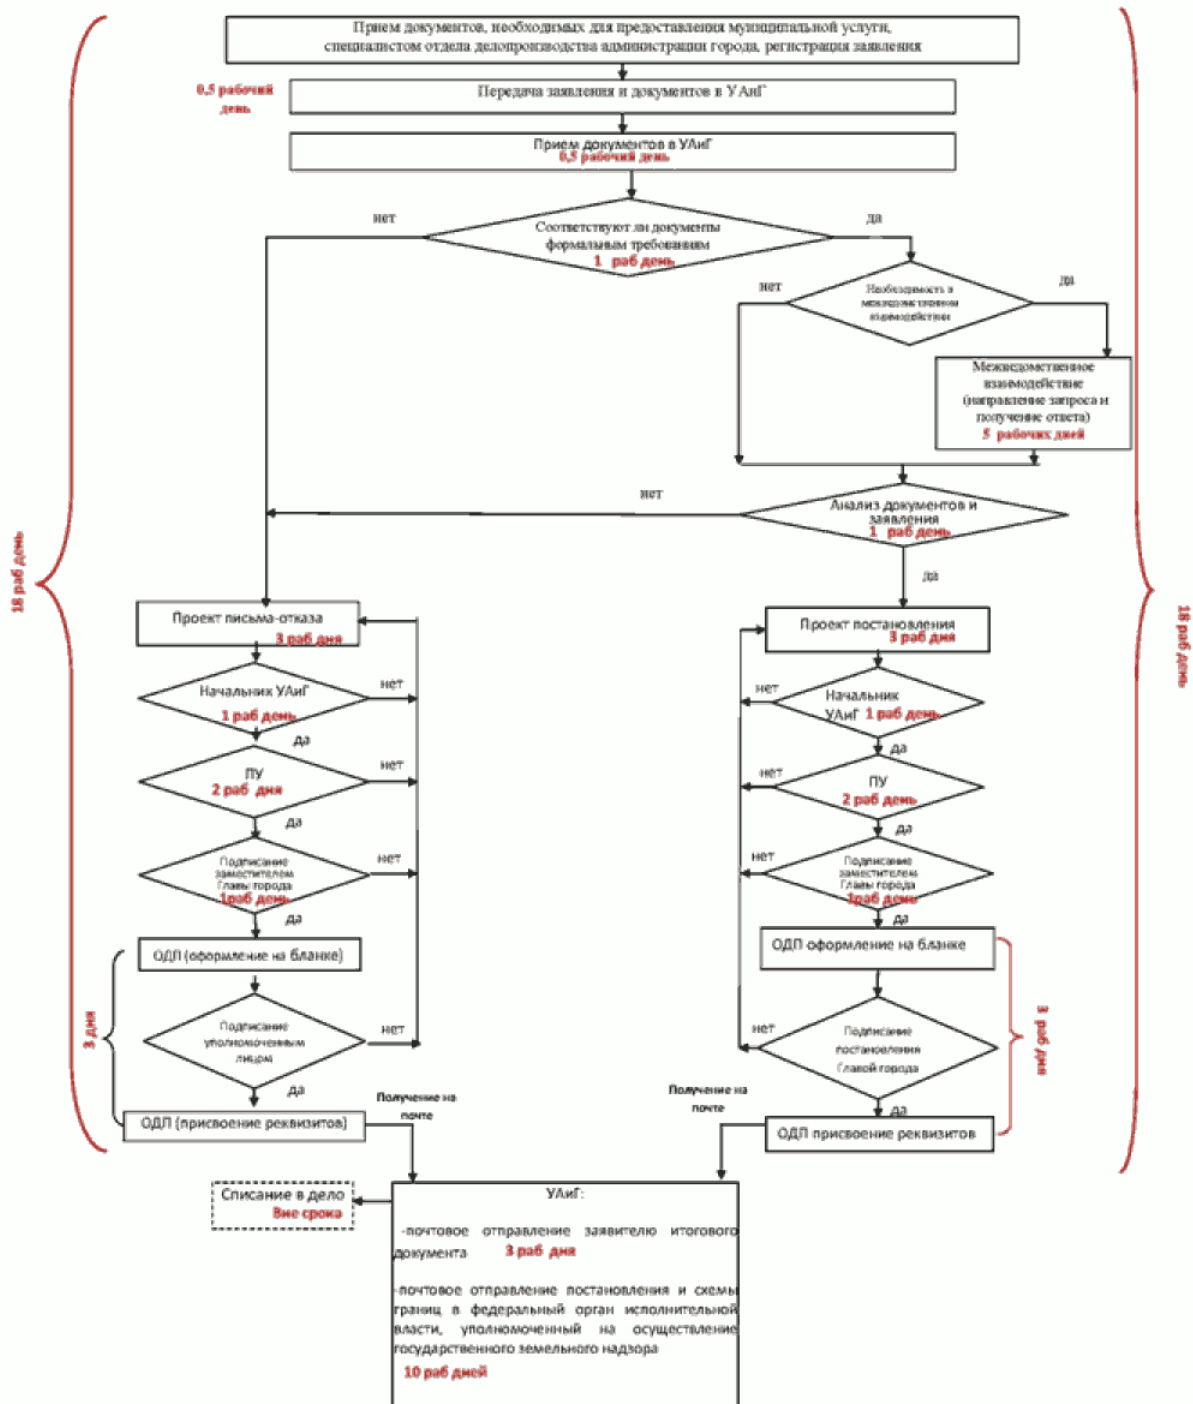 Прием документов, необходимых для предоставления муниципальной услуги,
специалистом отдела делопроизводства администрации города, регистрация заявления
0,5 рабочий
день
Передача заявления и документов в УАиГ
Прием документов в УАиГ
0,5 рабочий день
нет
да
Соответствуют ли документы
формальным требованиям
1 раб день
нет
да
Необходимость в
межведомственном
взаимодействии
Межведомственное
взаимодействие
(направление запроса и
получение ответа)
5 рабочих дней
нет
Анализ документов и
заявления
1 раб день
да
18 раб день
18 раб день
Проект письма-отказа
3 раб дня
Начальник УАиГ
1 раб день
нет
да
ПУ
2 раб дня
нет
да
Подписание
заместителем
Главы города
1раб день
нет
да
ОДП (оформление на бланке)
3 дня
Подписание
уполномоченным
лицом
нет
да
ОДП (присвоение реквизитов)
Получение на
почте
Проект постановления
3 раб дня
нет
Начальник
УАиГ 1 раб день
да
нет
ПУ
2 раб день
да
нет
Подписание
заместителем
Главы города
1раб день
да
ОДП оформление на бланке
3 раб дня
нет
Подписание
постановления
Главой города
да
Получение на
почте
ОДП присвоение реквизитов
Списание в дело
Вне срока
УАиГ:
-почтовое отправление заявителю итогового
документа 3 раб дня
-почтовое отправление постановления и схемы
границ в федеральный орган исполнительной
власти, уполномоченный на осуществление
государственного земельного надзора
10 раб дней